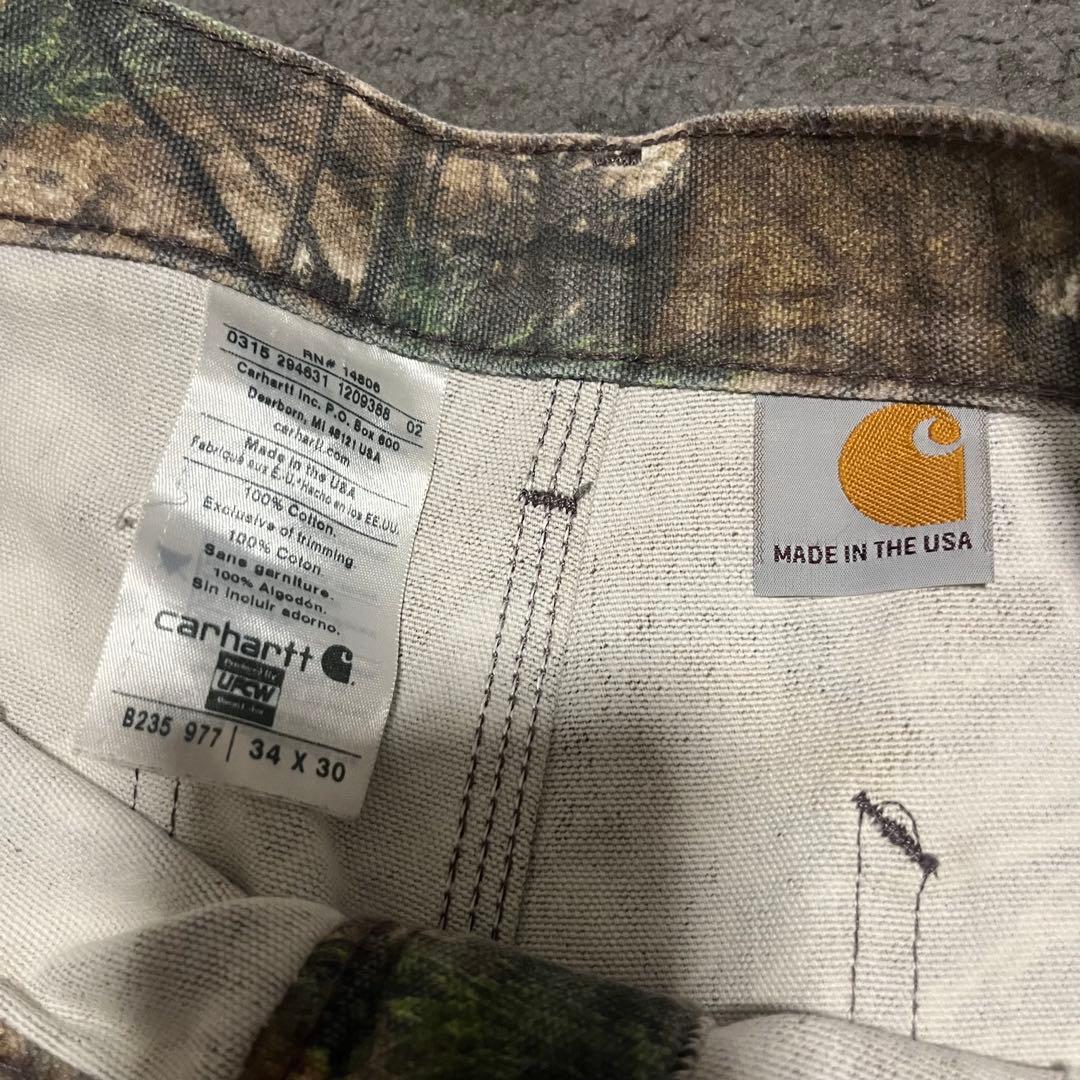 RN# 14806
0315 294631 1209388 02
Carhartt Inc. P.O. Box 600
Dearborn, MI 48121 USA
carhartt.com
Made in the USA
Fabriqué aux É.-U.•Hecho en los EE.UU.
100% Cotton.
Exclusive of trimming
100% Coton.
Sans garniture.
100% Algodón.
Sin incluir adorno.
carhartt
UFCW
B235 977 | 34 X 30
MADE IN THE USA